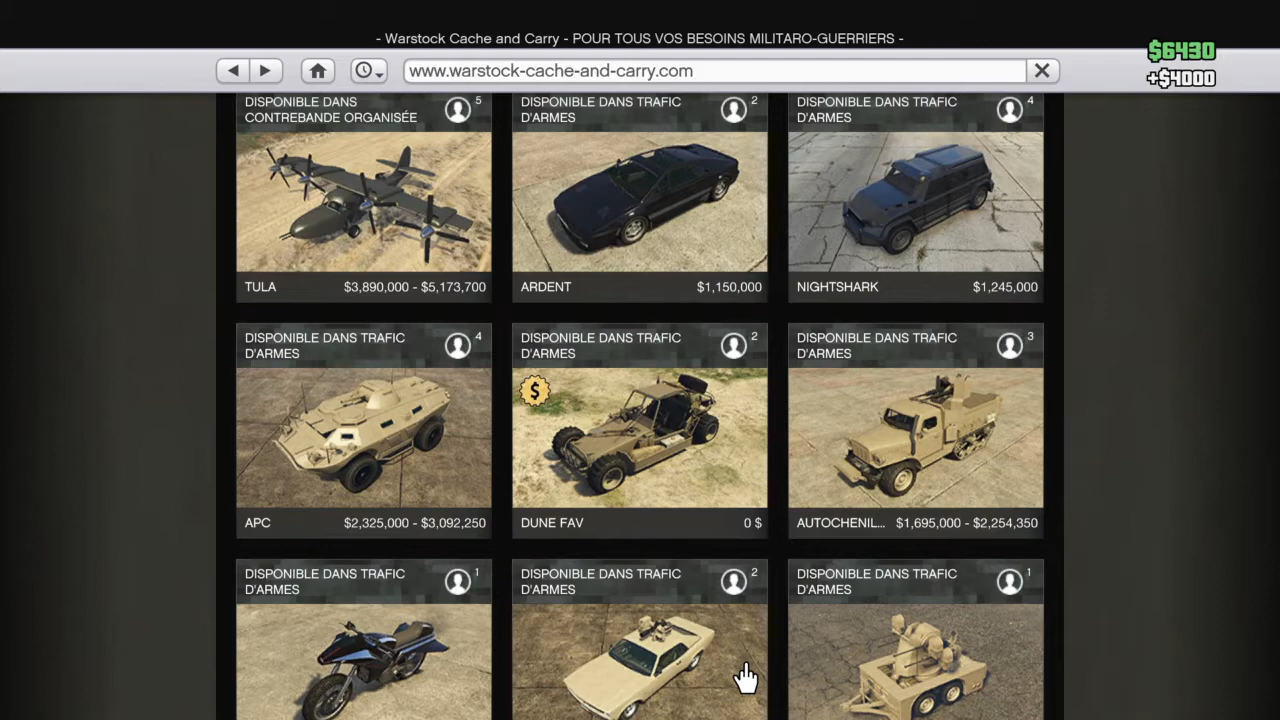 - Warstock Cache and Carry - POUR TOUS VOS BESOINS MILITARO-GUERRIERS -
$6430
www.warstock-cache-and-carry.com
+$4000
DISPONIBLE DANS
CONTREBANDE ORGANISÉE
5
DISPONIBLE DANS TRAFIC
D'ARMES
2
DISPONIBLE DANS TRAFIC
D'ARMES
4
TULA $3,890,000 - $5,173,700
ARDENT $1,150,000
NIGHTSHARK $1,245,000
DISPONIBLE DANS TRAFIC
D'ARMES
4
DISPONIBLE DANS TRAFIC
D'ARMES
2
DISPONIBLE DANS TRAFIC
D'ARMES
3
$
APC $2,325,000 - $3,092,250
DUNE FAV 0 $
AUTOCHENIL... $1,695,000 - $2,254,350
DISPONIBLE DANS TRAFIC
D'ARMES
1
DISPONIBLE DANS TRAFIC
D'ARMES
2
DISPONIBLE DANS TRAFIC
D'ARMES
1